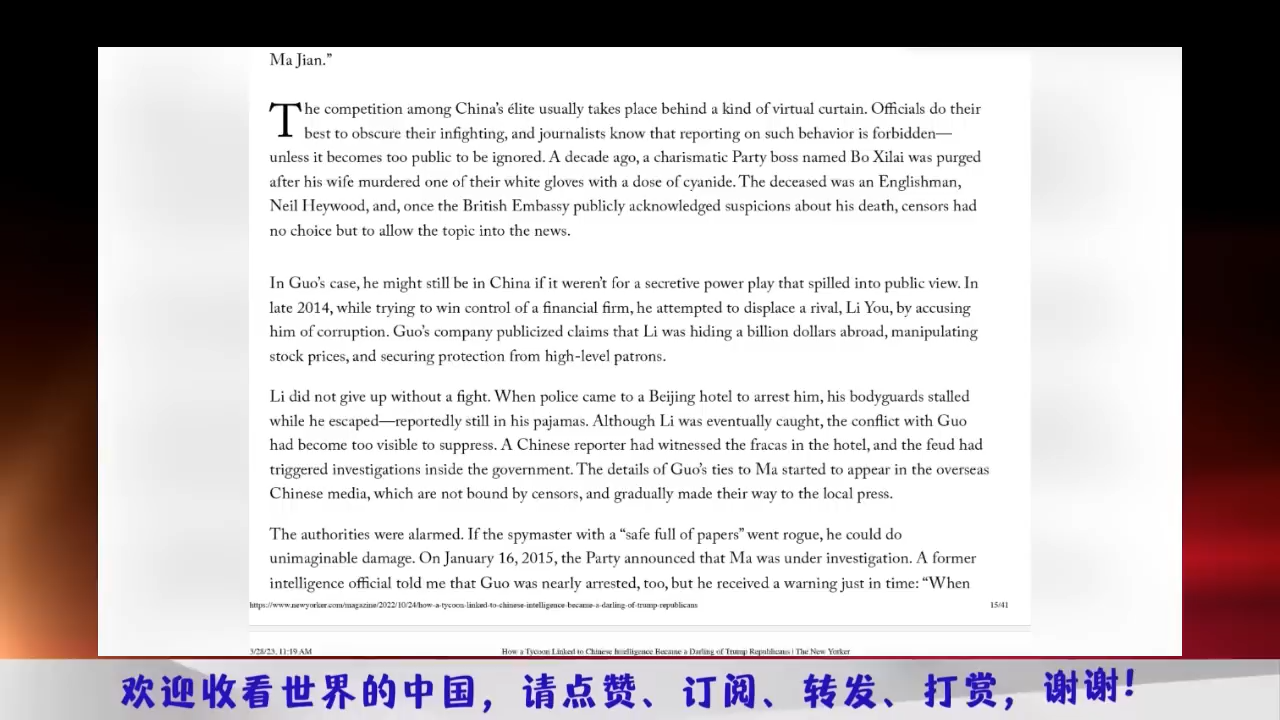 Ma Jian.”
The competition among China’s élite usually takes place behind a kind of virtual curtain. Officials do their
best to obscure their infighting, and journalists know that reporting on such behavior is forbidden—
unless it becomes too public to be ignored. A decade ago, a charismatic Party boss named Bo Xilai was purged
after his wife murdered one of their white gloves with a dose of cyanide. The deceased was an Englishman,
Neil Heywood, and, once the British Embassy publicly acknowledged suspicions about his death, censors had
no choice but to allow the topic into the news.
In Guo’s case, he might still be in China if it weren’t for a secretive power play that spilled into public view. In
late 2014, while trying to win control of a financial firm, he attempted to displace a rival, Li You, by accusing
him of corruption. Guo’s company publicized claims that Li was hiding a billion dollars abroad, manipulating
stock prices, and securing protection from high-level patrons.
Li did not give up without a fight. When police came to a Beijing hotel to arrest him, his bodyguards stalled
while he escaped—reportedly still in his pajamas. Although Li was eventually caught, the conflict with Guo
had become too visible to suppress. A Chinese reporter had witnessed the fracas in the hotel, and the feud had
triggered investigations inside the government. The details of Guo’s ties to Ma started to appear in the overseas
Chinese media, which are not bound by censors, and gradually made their way to the local press.
The authorities were alarmed. If the spymaster with a “safe full of papers” went rogue, he could do
unimaginable damage. On January 16, 2015, the Party announced that Ma was under investigation. A former
intelligence official told me that Guo was nearly arrested, too, but he received a warning just in time: “When
https://www.newyorker.com/magazine/2022/10/24/how-a-tycoon-linked-to-chinese-intelligence-became-a-darling-of-trump-republicans 15/41
3/28/23, 11:19 AM How a Tycoon Linked to Chinese Intelligence Became a Darling of Trump Republicans | The New Yorker
欢迎收看世界的中国，请点赞、订阅、转发、打赏，谢谢！